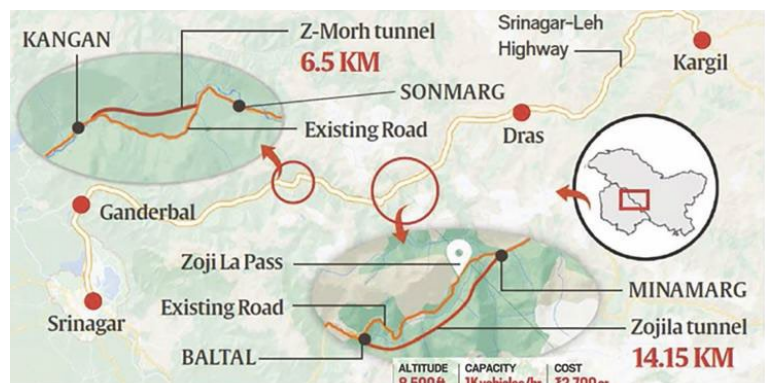 KANGAN
Z-Morh tunnel
6.5 KM
Srinagar-Leh
Highway
Kargil
SONMARG
Existing Road
Dras
Ganderbal
Zoji La Pass
MINAMARG
Existing Road
Srinagar
Zojila tunnel
BALTAL
14.15 KM
ALTITUDE
CAPACITY
COST